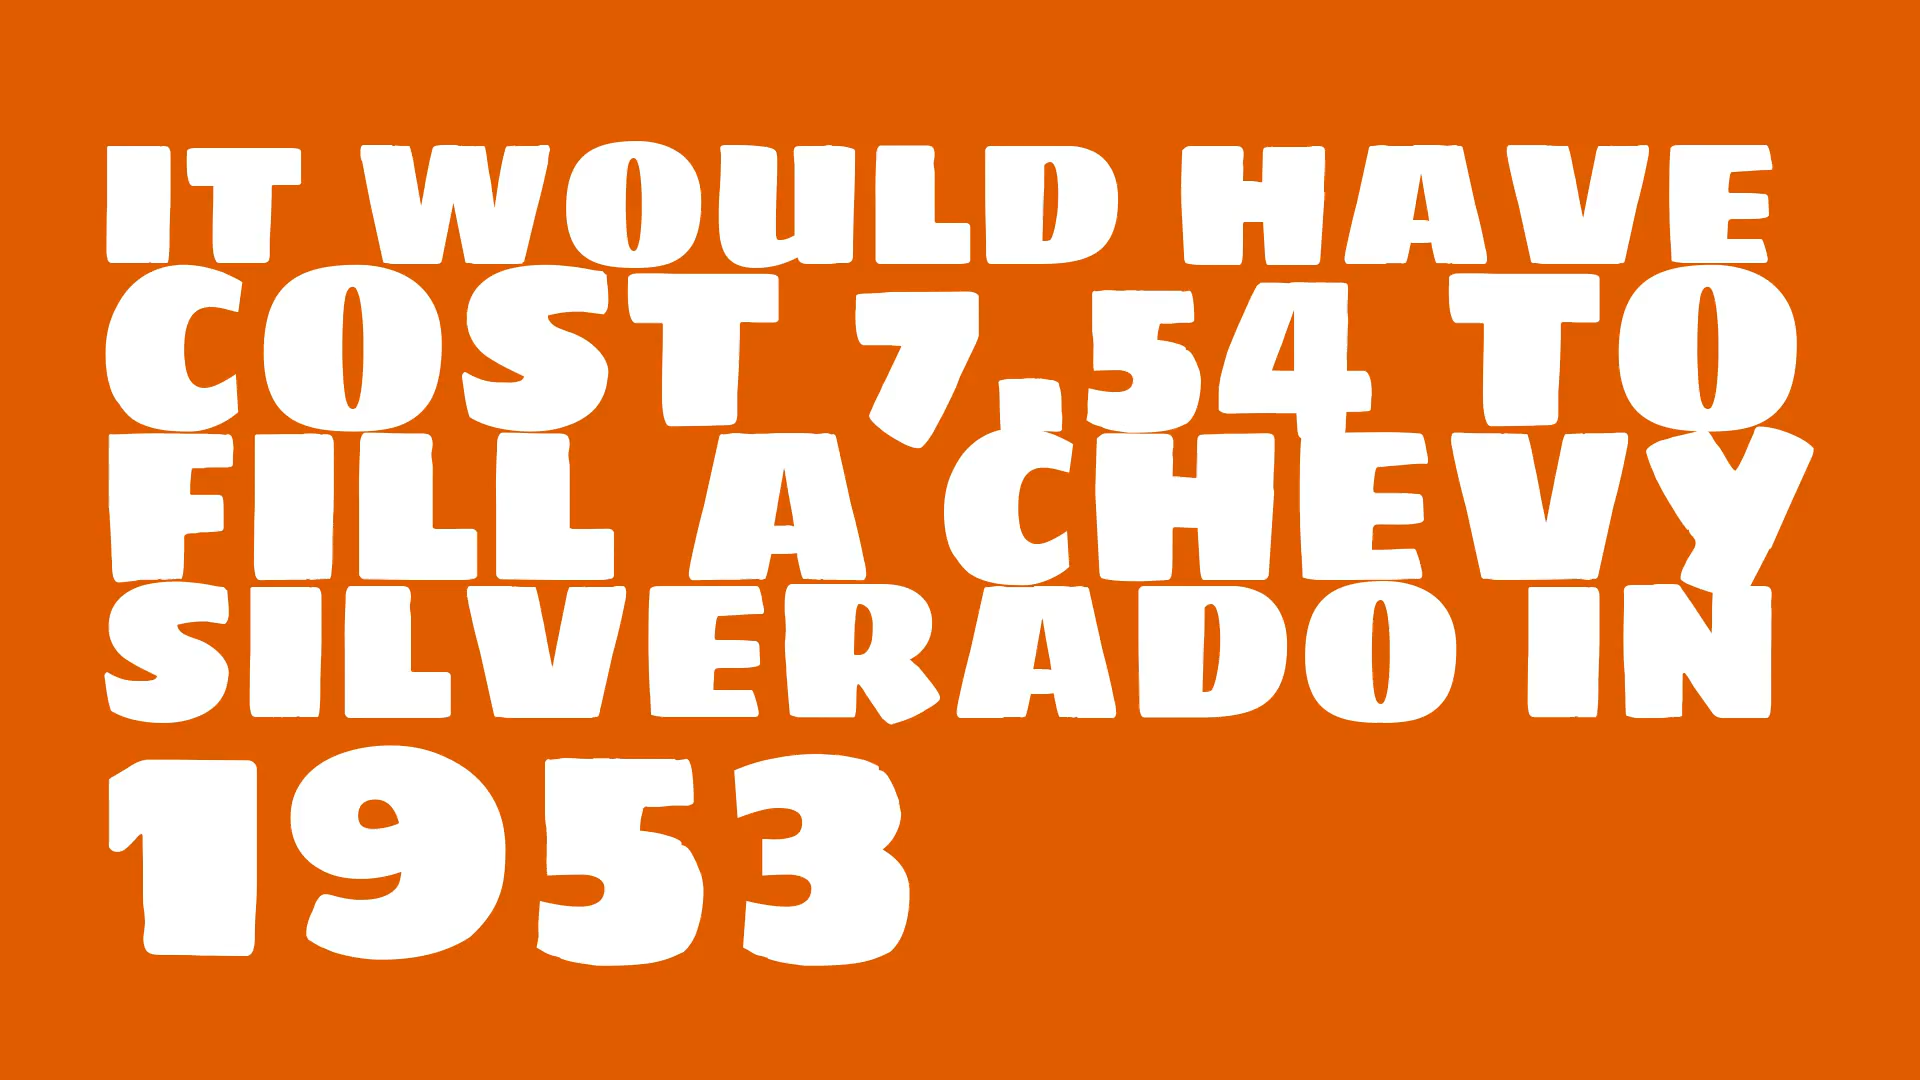 IT WOULD HAVE
COST 7.54 TO
FILL A CHEVY
SILVERADO IN
1953